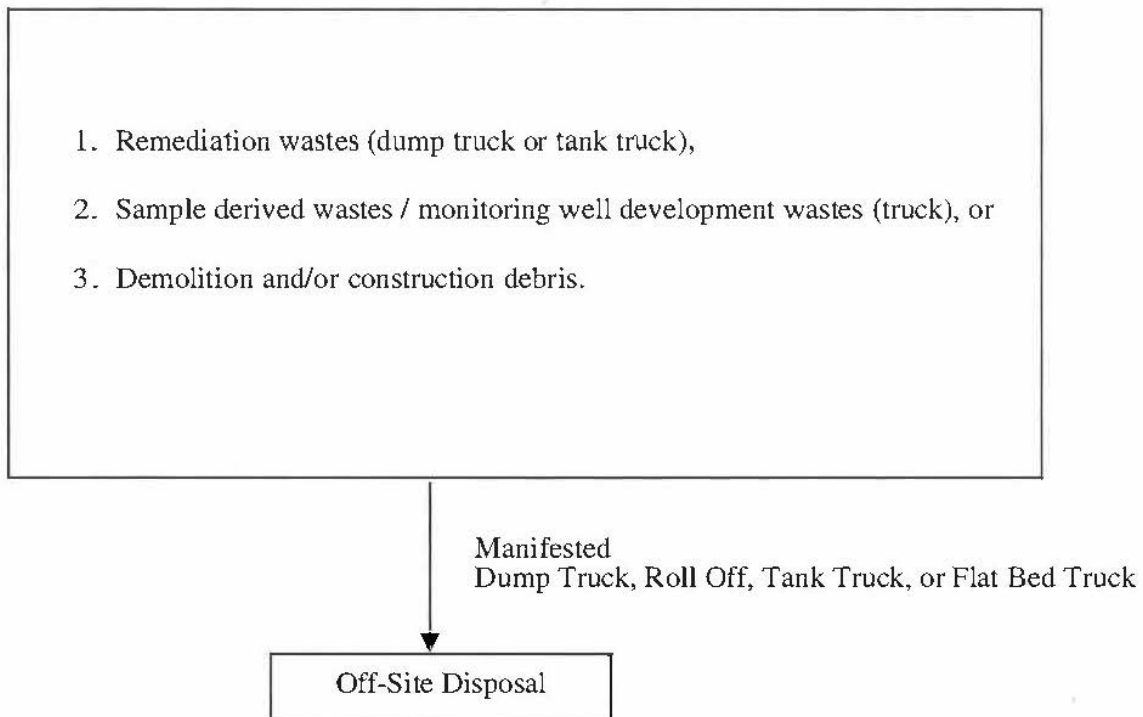 1. Remediation wastes (dump truck or tank truck),
2. Sample derived wastes / monitoring well development wastes (truck), or
3. Demolition and/or construction debris.
Manifested
Dump Truck, Roll Off, Tank Truck, or Flat Bed Truck
Off-Site Disposal